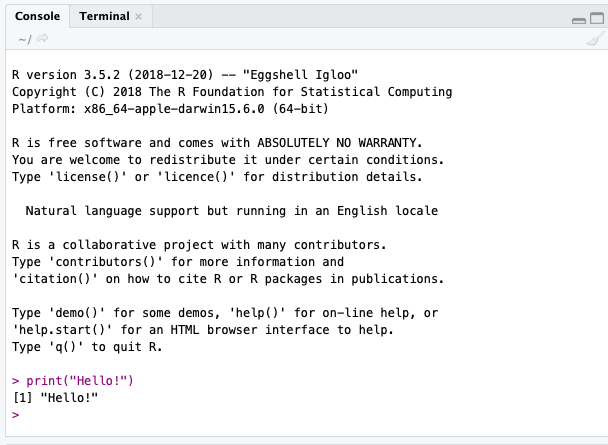 Console Terminal
~/
R version 3.5.2 (2018-12-20) -- "Eggshell Igloo"
Copyright (C) 2018 The R Foundation for Statistical Computing
Platform: x86_64-apple-darwin15.6.0 (64-bit)
R is free software and comes with ABSOLUTELY NO WARRANTY.
You are welcome to redistribute it under certain conditions.
Type 'license()' or 'licence()' for distribution details.
Natural language support but running in an English locale
R is a collaborative project with many contributors.
Type 'contributors()' for more information and
'citation()' on how to cite R or R packages in publications.
Type 'demo()' for some demos, 'help()' for on-line help, or
'help.start()' for an HTML browser interface to help.
Type 'q()' to quit R.
> print("Hello!")
[1] "Hello!"
>